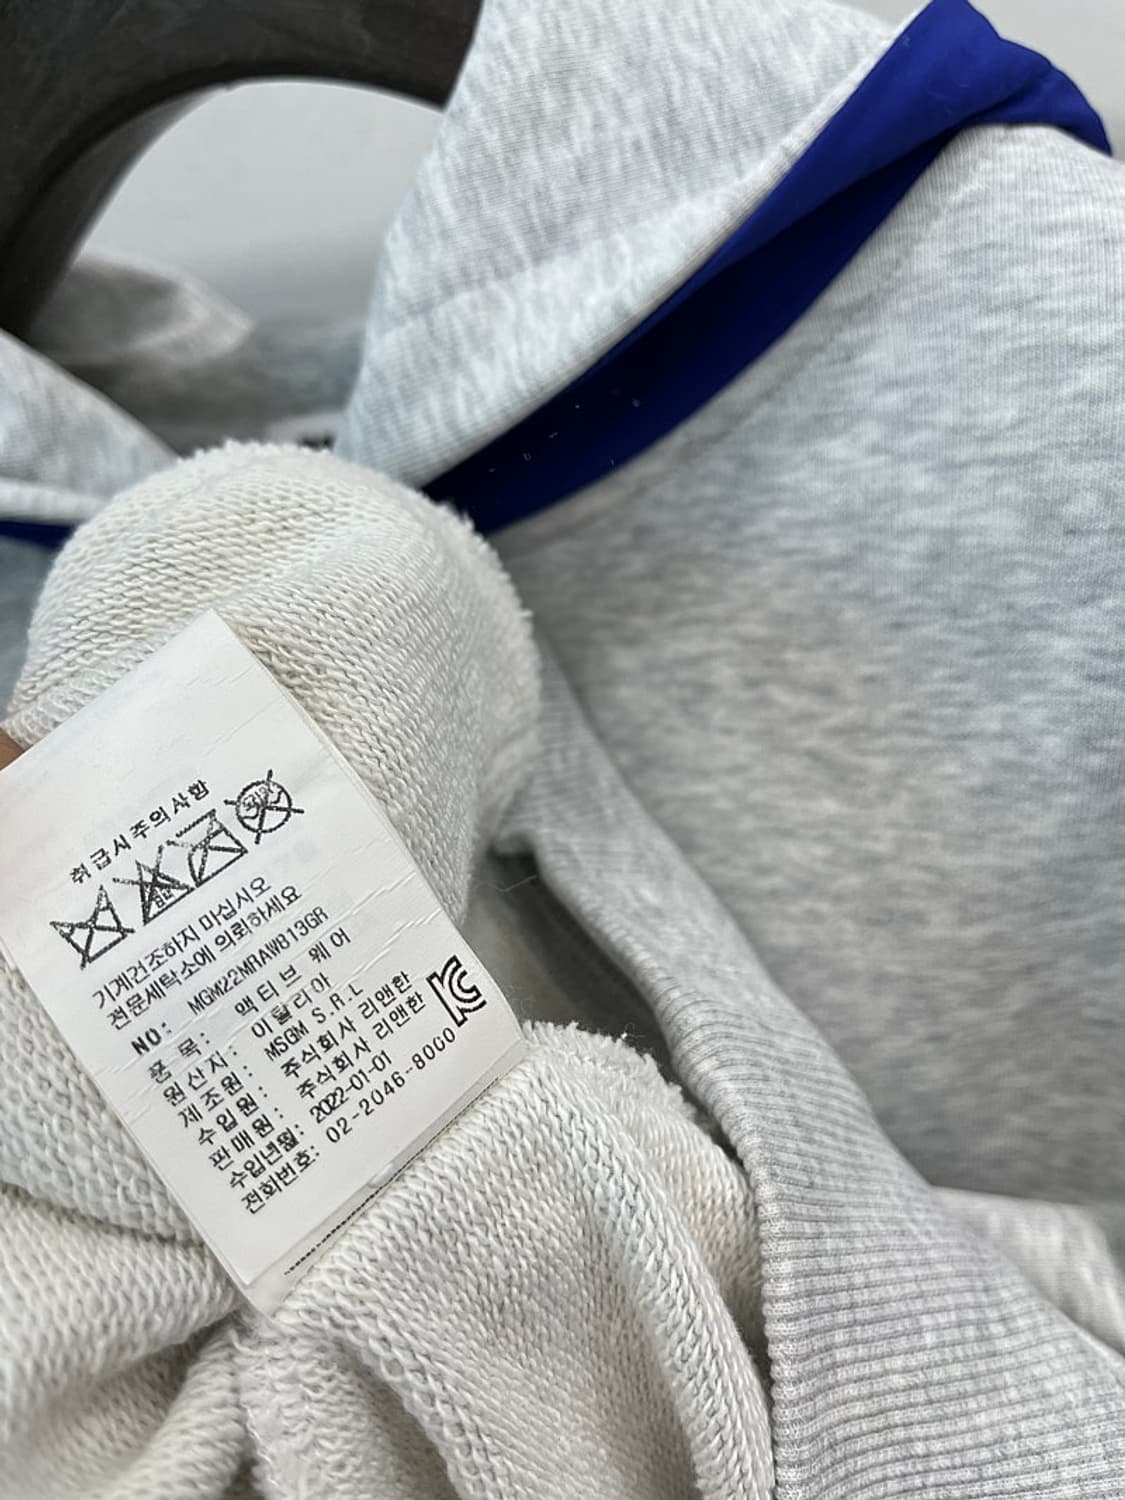 취급시주의사항
기계건조하지 마십시오
전문세탁소에 의뢰하세요
NO: MGM22MRAW813GR
품 목: 액티브 웨어
원산지: 이탈리아
제조원: MSGM S.R.L
수입원: 주식회사 리앤한
판매원: 주식회사 리앤한
수입년월: 2022-01-01
전화번호: 02-2046-8000